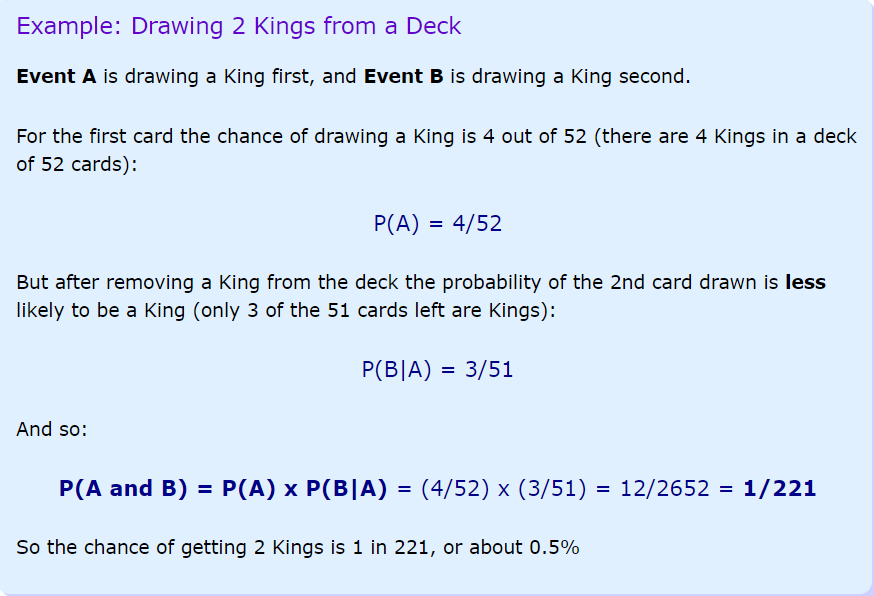 Example: Drawing 2 Kings from a Deck
Event A is drawing a King first, and Event B is drawing a King second.
For the first card the chance of drawing a King is 4 out of 52 (there are 4 Kings in a deck
of 52 cards):
P(A) = 4/52
But after removing a King from the deck the probability of the 2nd card drawn is less
likely to be a King (only 3 of the 51 cards left are Kings):
P(B|A) = 3/51
And so:
P(A and B) = P(A) x P(B|A) = (4/52) x (3/51) = 12/2652 = 1/221
So the chance of getting 2 Kings is 1 in 221, or about 0.5%